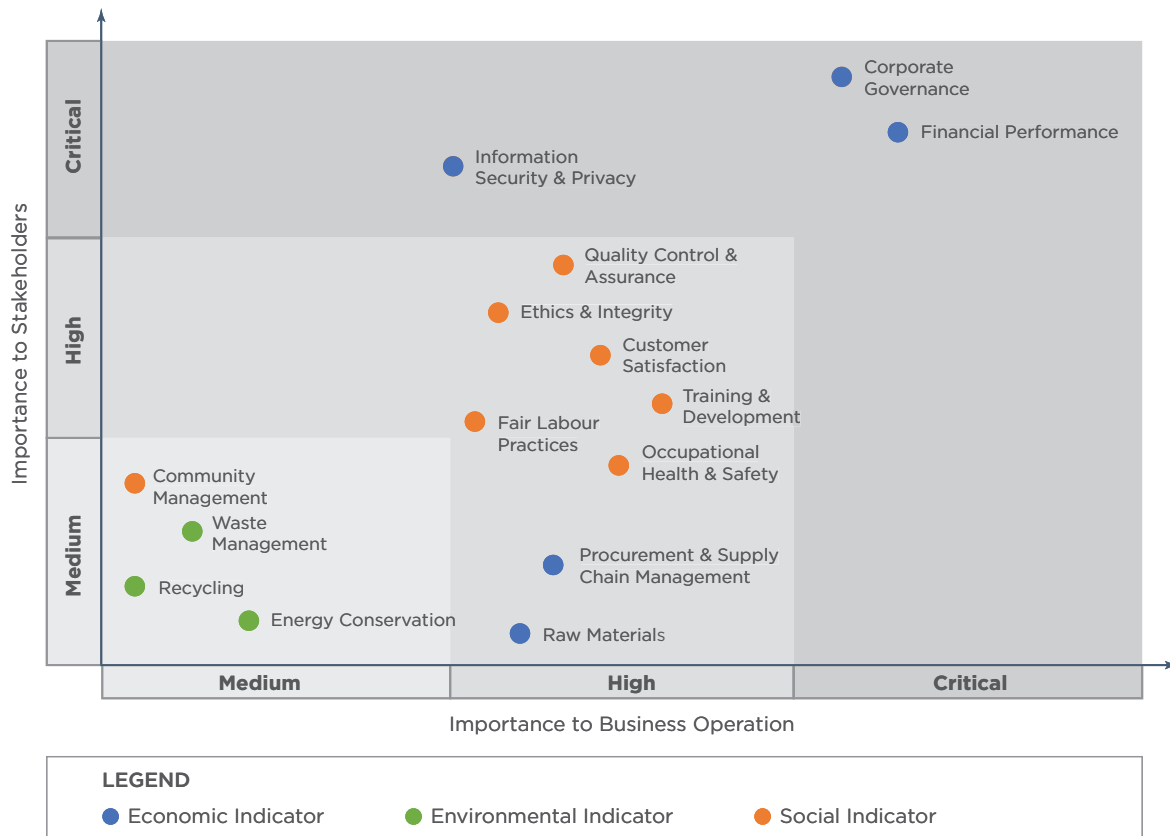 Corporate
Governance
Financial Performance
Critical
Information
Security & Privacy
Importance to Stakeholders
Quality Control &
Assurance
High
Ethics & Integrity
Customer
Satisfaction
Training &
Development
Fair Labour
Practices
Occupational
Health & Safety
Community
Management
Medium
Waste
Management
Procurement & Supply
Chain Management
Recycling
Energy Conservation
Raw Materials
Medium
High
Critical
Importance to Business Operation
LEGEND
Economic Indicator
Environmental Indicator
Social Indicator